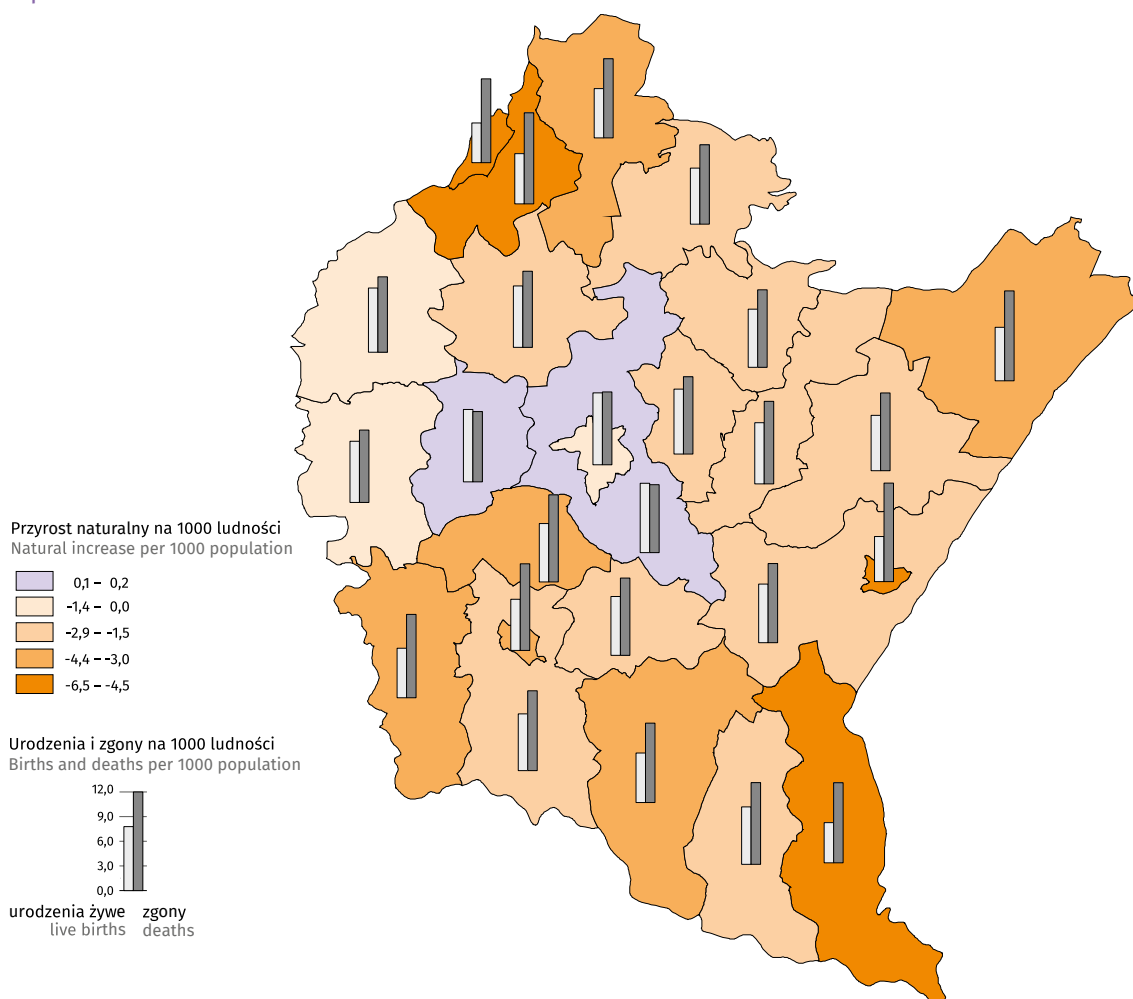 Przyrost naturalny na 1000 ludności
Natural increase per 1000 population
0,1 – 0,2
-1,4 – 0,0
-2,9 – -1,5
-4,4 – -3,0
-6,5 – -4,5
Urodzenia i zgony na 1000 ludności
Births and deaths per 1000 population
12,0
9,0
6,0
3,0
0,0
urodzenia żywe zgony
live births deaths